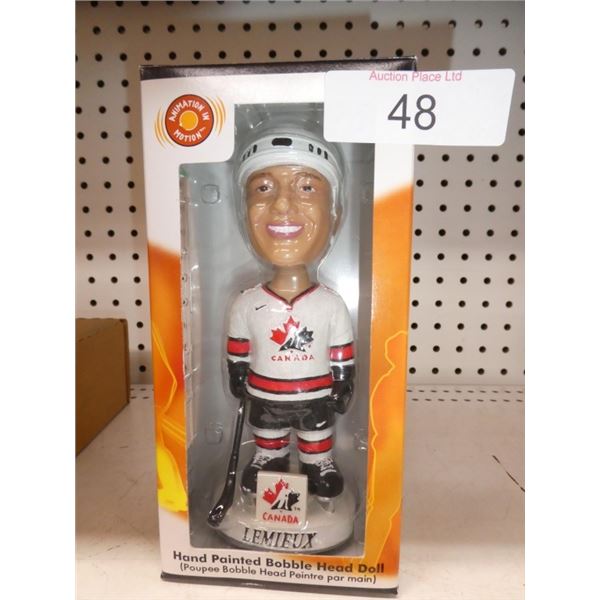 Auction Place Ltd
48
ANIMATION IN
MOTION™
CANADA
CANADA
LEMIEUX
Hand Painted Bobble Head Doll
(Poupee Bobble Head Peintre par main)